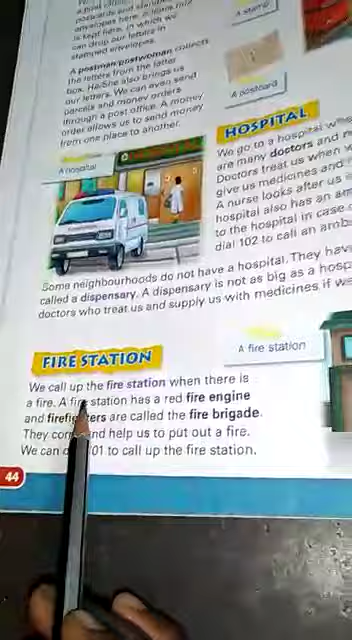 postcards and
envelopes here. A
is kept here, in which we
can drop our letters in
stamped envelopes.
A postman/postwoman collects
the letters from the letter
box. He/She also brings us
our letters. We can even send
parcels and money orders
through a post office. A money
order allows us to send money
from one place to another.
A stamp
A postcard
A hospital
HOSPITAL
We go to a hospital
are many doctors and
Doctors treat us when
give us medicines and
A nurse looks after us
hospital also has an
to the hospital in case
dial 102 to call an
Some neighbourhoods do not have a hospital. They have
called a dispensary. A dispensary is not as big as a
doctors who treat us and supply us with medicines if we
FIRE STATION
We call up the fire station when there is
a fire. A fire station has a red fire engine
and firefighters are called the fire brigade.
They come and help us to put out a fire.
We can 101 to call up the fire station.
A fire station
44